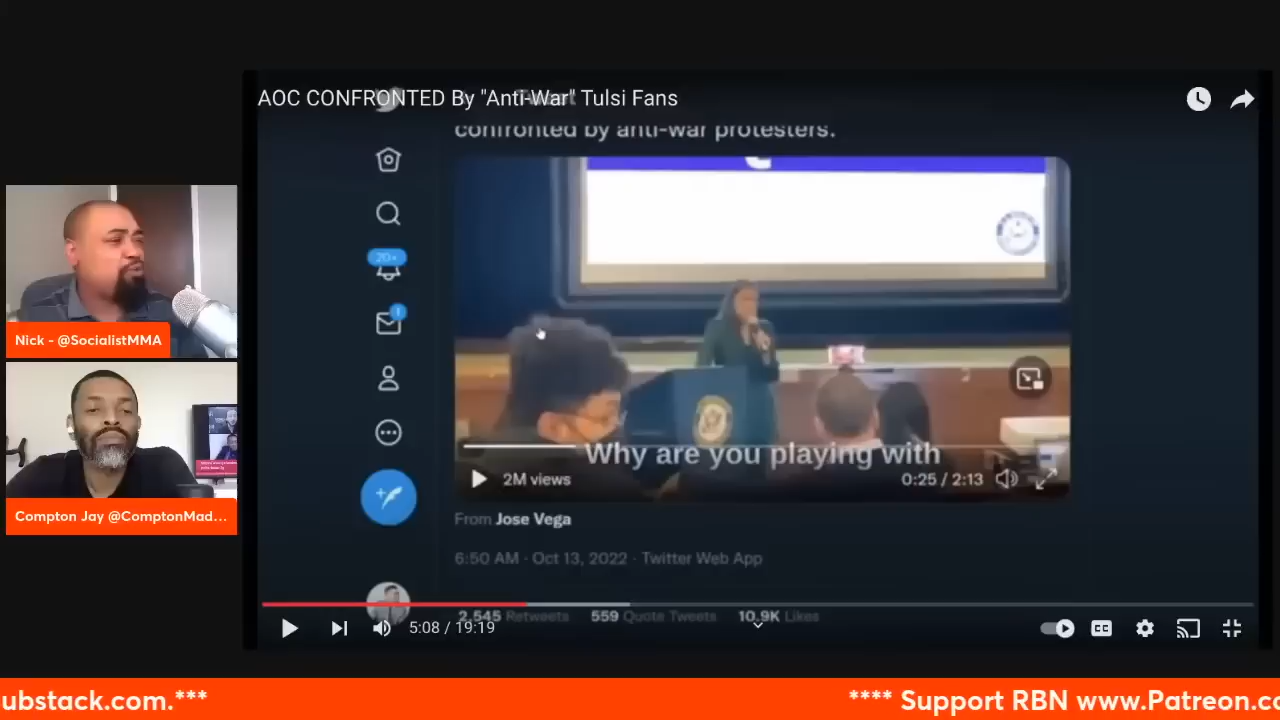 AOC CONFRONTED By "Anti-War" Tulsi Fans
confronted by anti-war protesters.
20+
1
Why are you playing with
2M views
0:25 / 2:13
From Jose Vega
6:50 AM · Oct 13, 2022 · Twitter Web App
2,545 Retweets 559 Quote Tweets 10.9K Likes
5:08 / 19:19
CC
Nick - @SocialistMMA
Compton Jay @ComptonMad...
ubstack.com.*** **** Support RBN www.Patreon.co